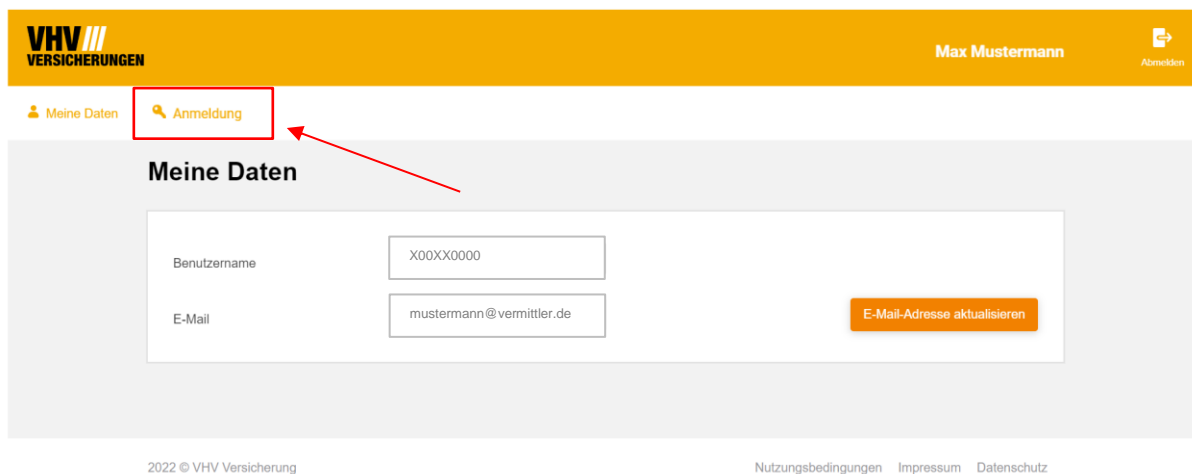 VHV
VERSICHERUNGEN
Max Mustermann
Abmelden
Meine Daten
Anmeldung
Meine Daten
Benutzername
X00XX0000
E-Mail
mustermann@vermittler.de
E-Mail-Adresse aktualisieren
2022 © VHV Versicherung
Nutzungsbedingungen Impressum Datenschutz